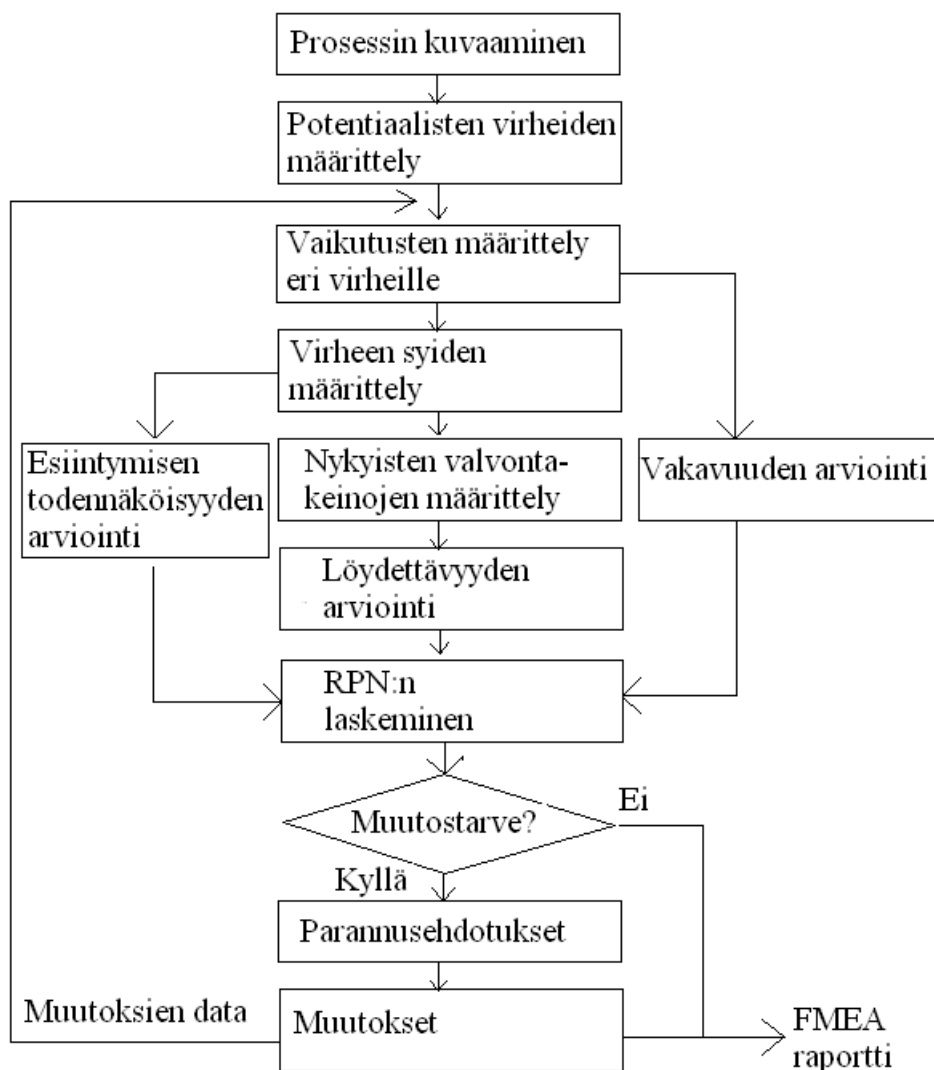 Prosessin kuvaaminen
Potentiaalisten virheiden
määrittely
Vaikutusten määrittely
eri virheille
Virheen syiden
määrittely
Esiintymisen
todennäköisyyden
arviointi
Nykyisten valvonta-
keinojen määrittely
Vakavuuden arviointi
Löydettävyyden
arviointi
RPN:n
laskeminen
Muutostarve?
Ei
Kyllä
Parannusehdotukset
Muutoksien data
Muutokset
FMEA
raportti